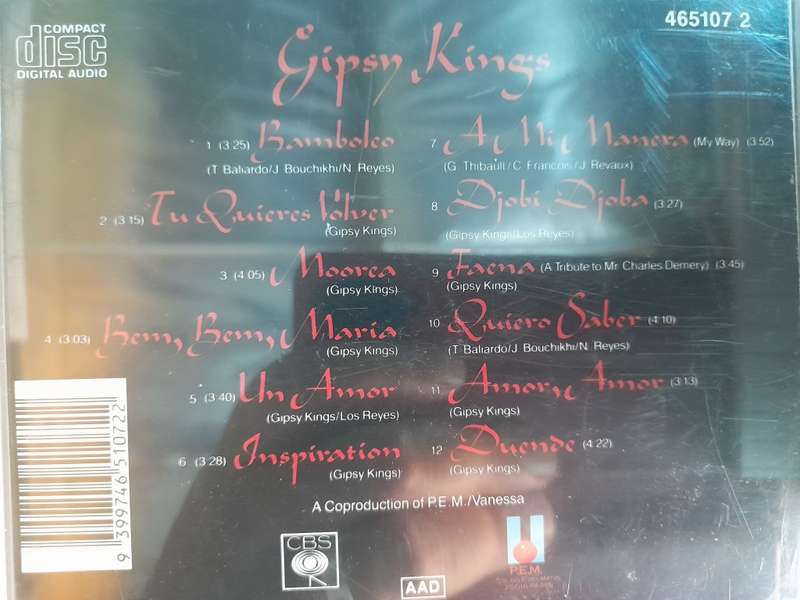 COMPACT
disc
DIGITAL AUDIO
465107 2
Gipsy Kings
1 (3.25) Bamboleo
(T Baliardo/J Bouchikhi/N Reyes)
2 (3.15) Tu Quieres Volver
(Gipsy Kings)
3 (4.05) Moorea
(Gipsy Kings)
4 (3.03) Bem, Bem, Maria
(Gipsy Kings)
5 (3.40) Un Amor
(Gipsy Kings/Los Reyes)
6 (3.28) Inspiration
(Gipsy Kings)
7 A Mi Manera (My Way) (3.52)
(G. Thibault/C Francois/J. Revaux)
8 Djobi Djoba (3.27)
(Gipsy Kings/Los Reyes)
9 Faena (A Tribute to Mr Charles Demery) (3.45)
(Gipsy Kings)
10 Quiero Saber (4.10)
(T Baliardo/J. Bouchikhi/N Reyes)
11 Amor, Amor (3.13)
(Gipsy Kings)
12 Duende (4.22)
(Gipsy Kings)
A Coproduction of P.E.M./Vanessa
9 399746 510722
CBS
AAD
P.E.M.